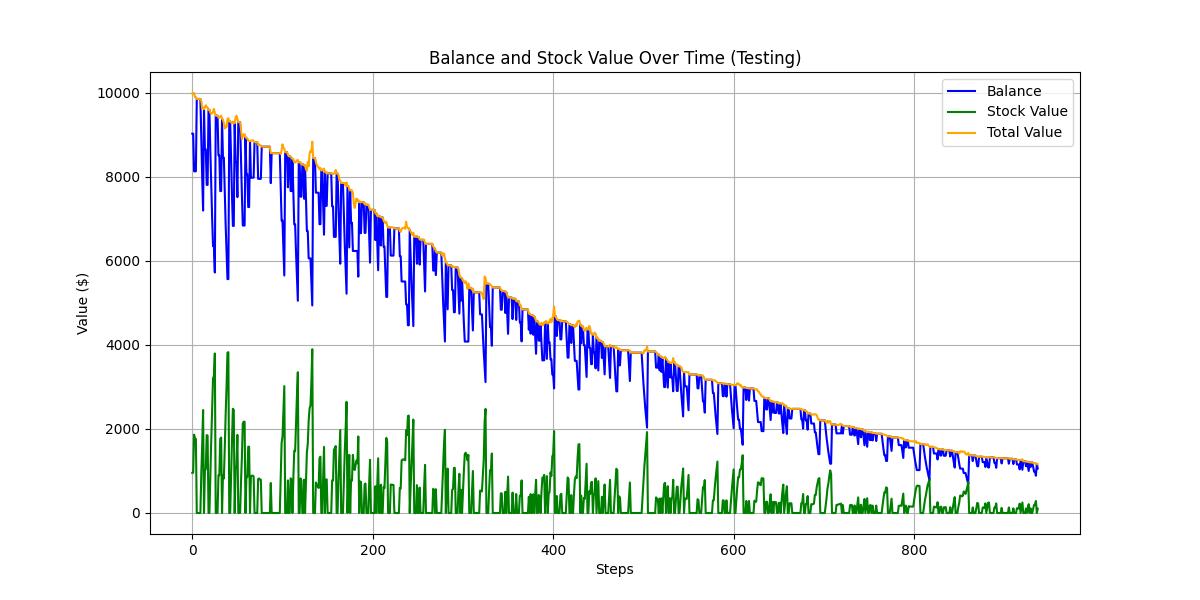 Balance and Stock Value Over Time (Testing)
Balance
Stock Value
Total Value
10000
8000
6000
4000
2000
0
Value ($)
0 200 400 600 800
Steps